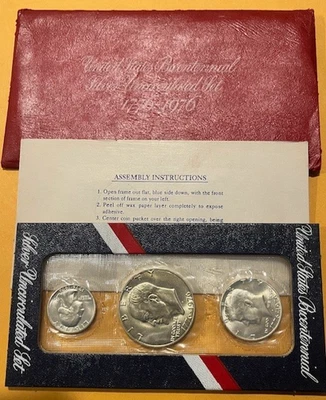 United States Bicentennial
Silver Uncirculated Set
1776-1976
ASSEMBLY INSTRUCTIONS
1. Open frame out flat, blue side down, with the front
section of frame on your left.
2. Peel off wax paper layer completely to expose
adhesive.
3. Center coin packet over the right opening, being
Silver Uncirculated Set
United States Bicentennial
LIBERTY